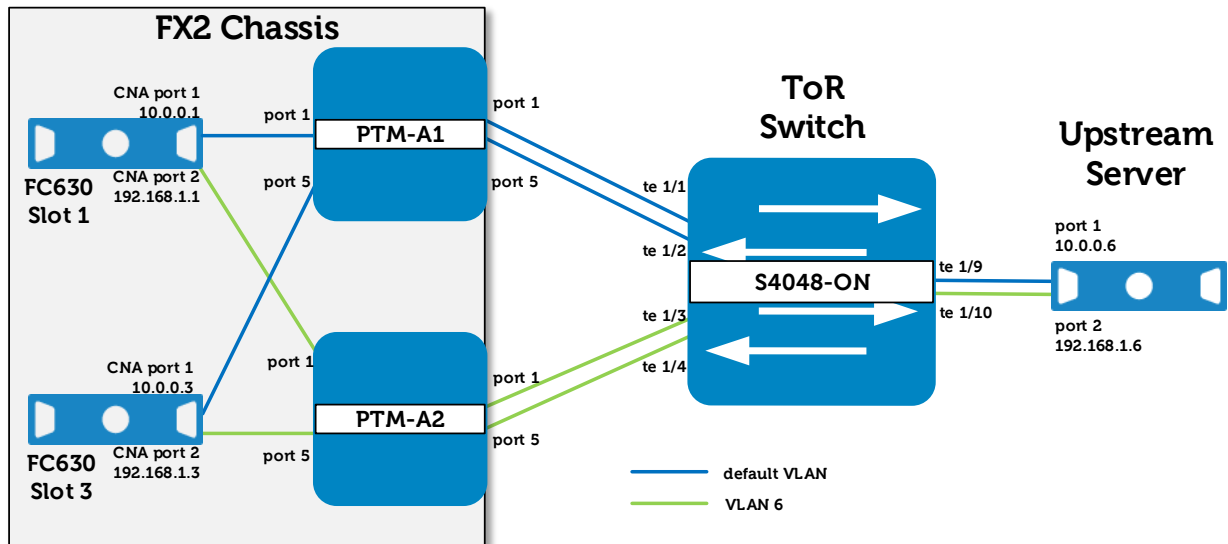 FX2 Chassis
CNA port 1
10.0.0.1
port 1
PTM-A1
port 1
CNA port 2
192.168.1.1
port 5
port 5
FC630
Slot 1
ToR
Switch
te 1/1
te 1/2
S4048-ON
te 1/3
te 1/4
te 1/9
te 1/10
Upstream
Server
port 1
10.0.0.6
port 2
192.168.1.6
CNA port 1
10.0.0.3
port 1
port 1
PTM-A2
CNA port 2
192.168.1.3
port 5
port 5
FC630
Slot 3
default VLAN
VLAN 6